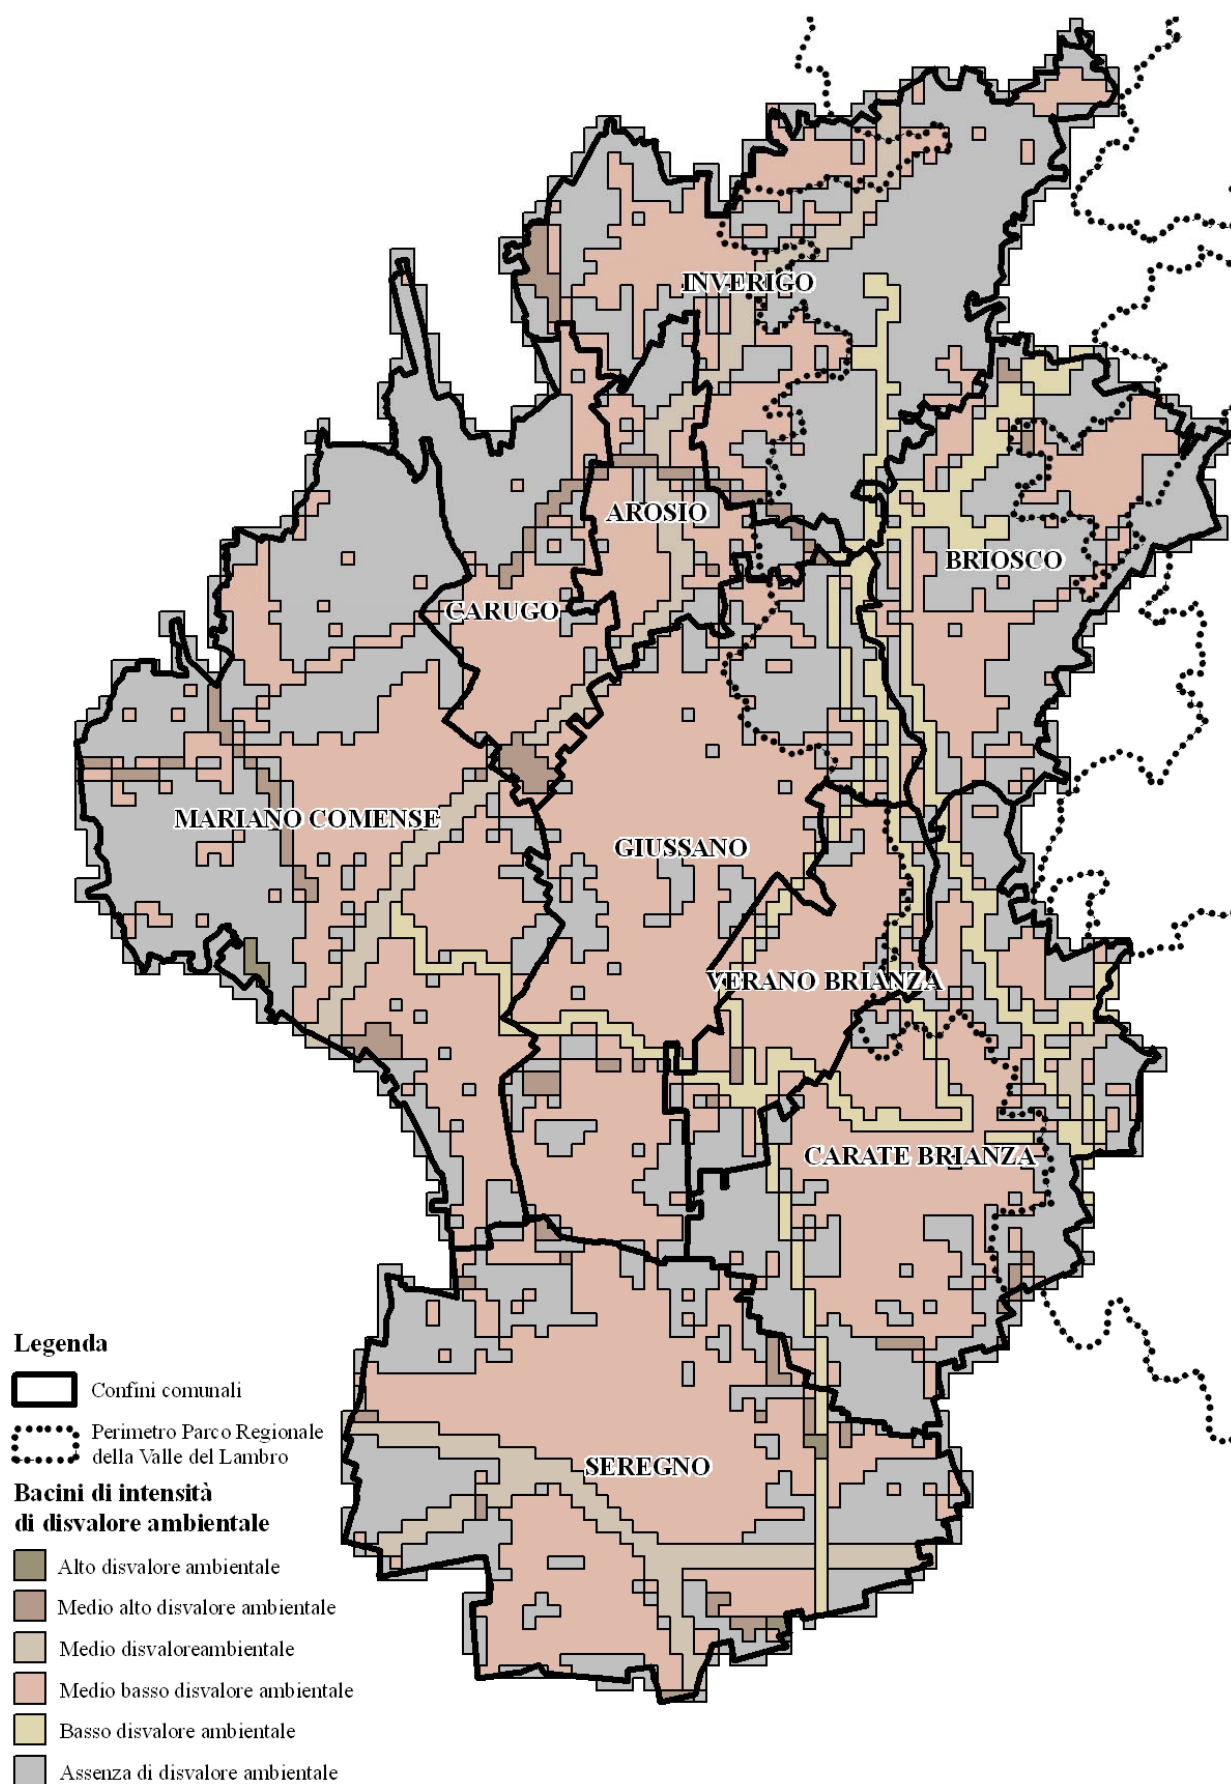 INVERIGO
AROSIO
BRIOSCO
CARUGO
MARIANO COMENSE
GIUSSANO
VERANO BRIANZA
CARATE BRIANZA
SEREGNO
Legenda
Confini comunali
Perimetro Parco Regionale
della Valle del Lambro
Bacini di intensità
di disvalore ambientale
Alto disvalore ambientale
Medio alto disvalore ambientale
Medio disvaloreambientale
Medio basso disvalore ambientale
Basso disvalore ambientale
Assenza di disvalore ambientale